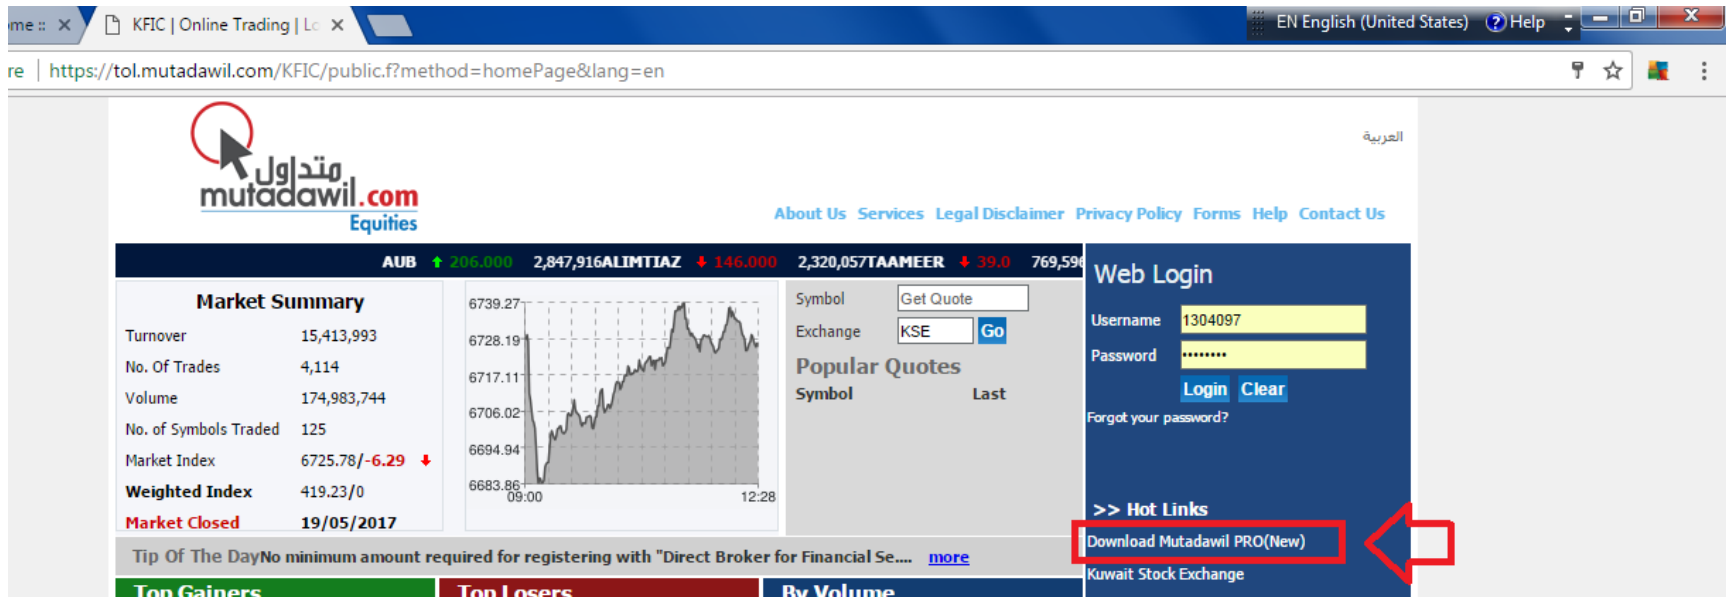 ome ::
KFIC | Online Trading | Lo
EN English (United States)
Help
re
https://tol.mutadawil.com/KFIC/public.f?method=homePage&lang=en
العربية
متداول
mutadawil.com
Equities
About Us Services Legal Disclaimer Privacy Policy Forms Help Contact Us
AUB 206.000 2,847,916ALIMTIAZ 146.000 2,320,057TAAMEER 39.0 769,596
Market Summary
Turnover 15,413,993
No. Of Trades 4,114
Volume 174,983,744
No. of Symbols Traded 125
Market Index 6725.78/-6.29
Weighted Index 419.23/0
Market Closed 19/05/2017
6739.27
6728.19
6717.11
6706.02
6694.94
6683.86
09:00 12:28
Symbol Get Quote
Exchange KSE Go
Popular Quotes
Symbol Last
Web Login
Username 1304097
Password ••••••••
Login Clear
Forgot your password?
>> Hot Links
Download Mutadawil PRO(New)
Kuwait Stock Exchange
Tip Of The DayNo minimum amount required for registering with "Direct Broker for Financial Se.... more
Top Gainers
Top Losers
By Volume